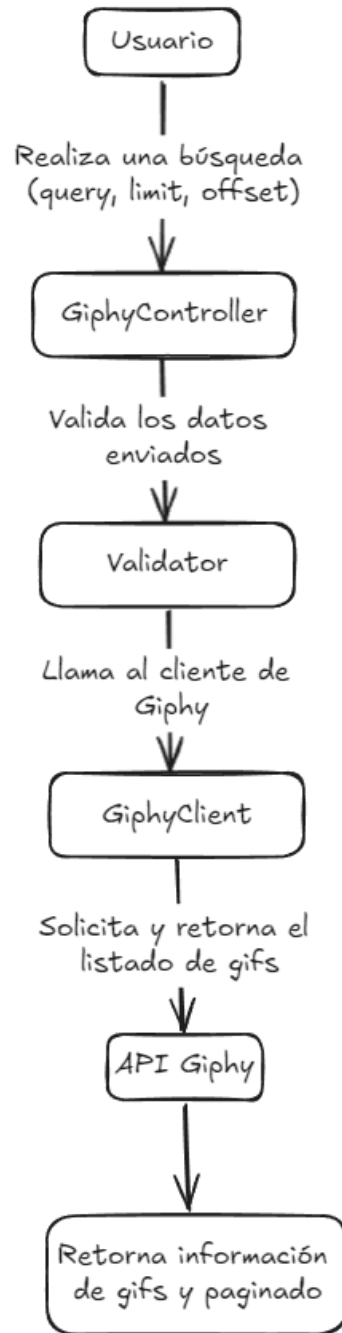 Usuario
Realiza una búsqueda
(query, limit, offset)
GiphyController
Valida los datos
enviados
Validator
Llama al cliente de
Giphy
GiphyClient
Solicita y retorna el
listado de gifs
API Giphy
Retorna información
de gifs y paginado